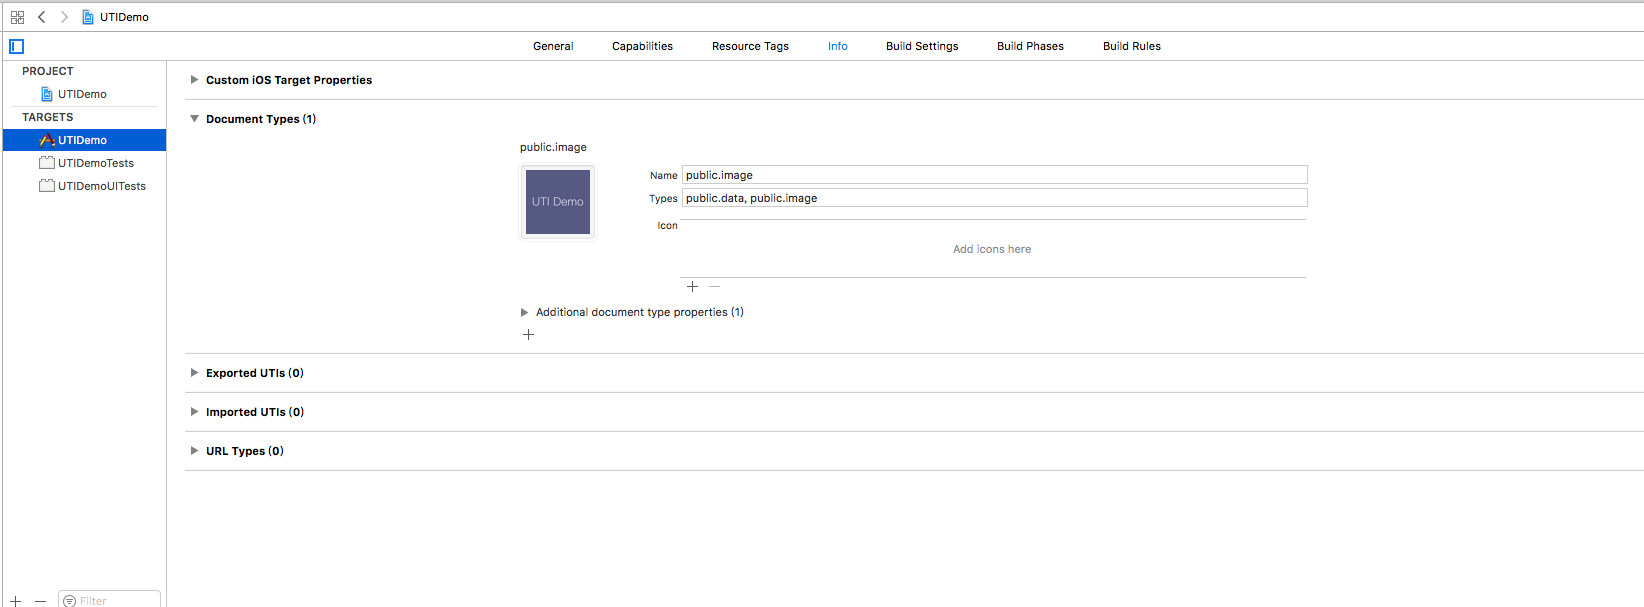 UTIDemo
General Capabilities Resource Tags Info Build Settings Build Phases Build Rules
PROJECT
UTIDemo
TARGETS
UTIDemo
UTIDemoTests
UTIDemoUITests
Custom iOS Target Properties
Document Types (1)
public.image
UTI Demo
Name public.image
Types public.data, public.image
Icon
Add icons here
Additional document type properties (1)
Exported UTIs (0)
Imported UTIs (0)
URL Types (0)
Filter